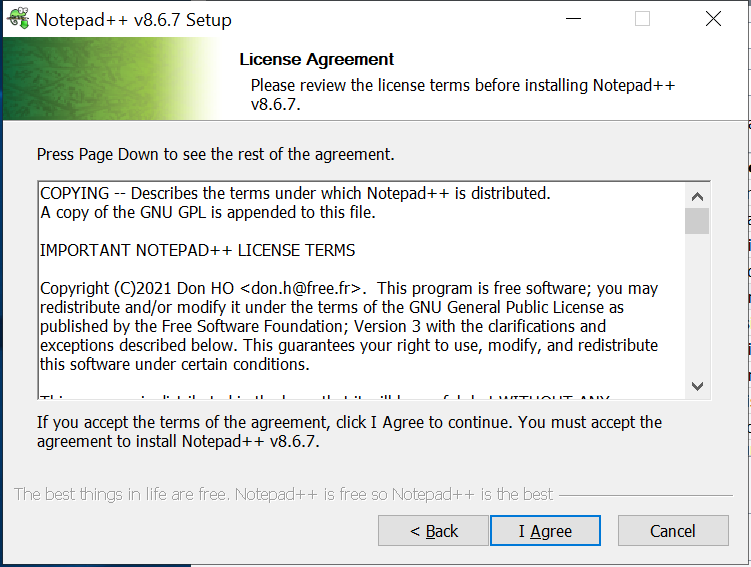 Notepad++ v8.6.7 Setup
License Agreement
Please review the license terms before installing Notepad++
v8.6.7.
Press Page Down to see the rest of the agreement.
COPYING -- Describes the terms under which Notepad++ is distributed.
A copy of the GNU GPL is appended to this file.
IMPORTANT NOTEPAD++ LICENSE TERMS
Copyright (C)2021 Don HO <don.h@free.fr>.  This program is free software; you may
redistribute and/or modify it under the terms of the GNU General Public License as
published by the Free Software Foundation; Version 3 with the clarifications and
exceptions described below. This guarantees your right to use, modify, and redistribute
this software under certain conditions.
If you accept the terms of the agreement, click I Agree to continue. You must accept the
agreement to install Notepad++ v8.6.7.
The best things in life are free. Notepad++ is free so Notepad++ is the best
< Back
I Agree
Cancel